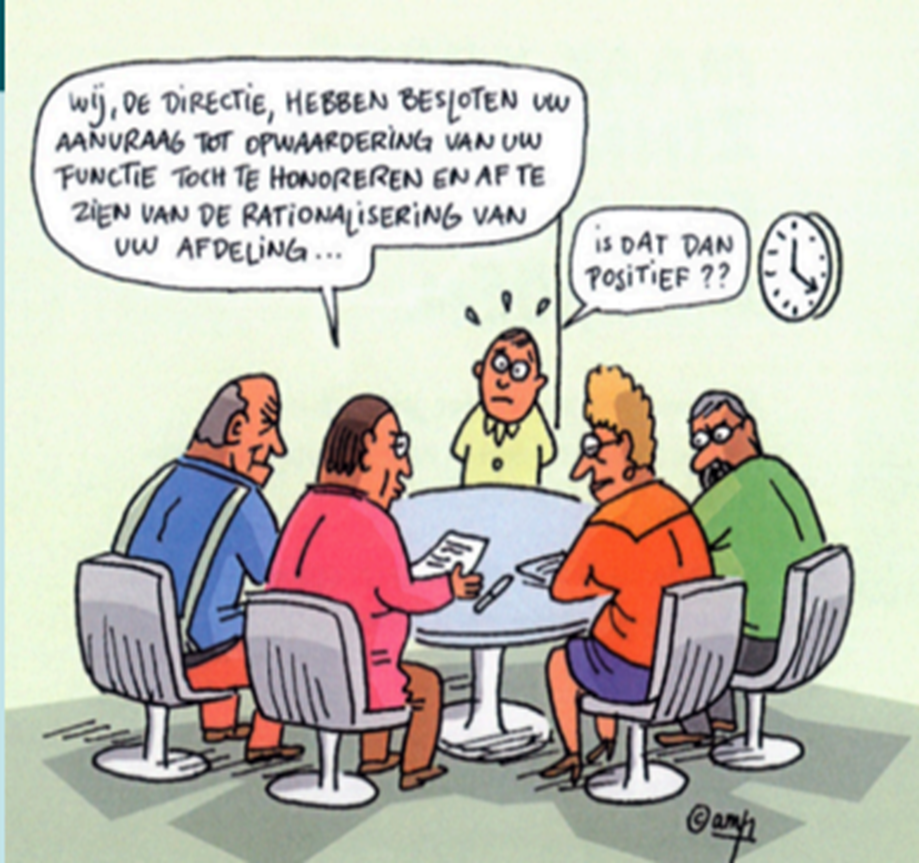 Wij, DE DIRECTIE, HEBBEN BESLOTEN UW
AANVRAAG TOT OPWAARDERING VAN UW
FUNCTIE TOCH TE HONOREREN EN AF TE
ZIEN VAN DE RATIONALISERING VAN
UW AFDELING...
iS DAT DAN
POSITIEF ??
© amp